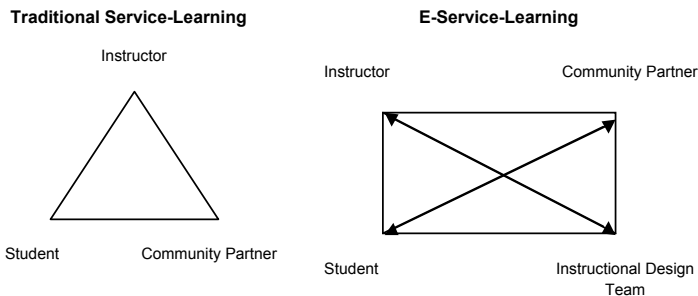 Traditional Service-Learning
E-Service-Learning
Instructor
Instructor
Community Partner
Student
Community Partner
Student
Instructional Design
Team